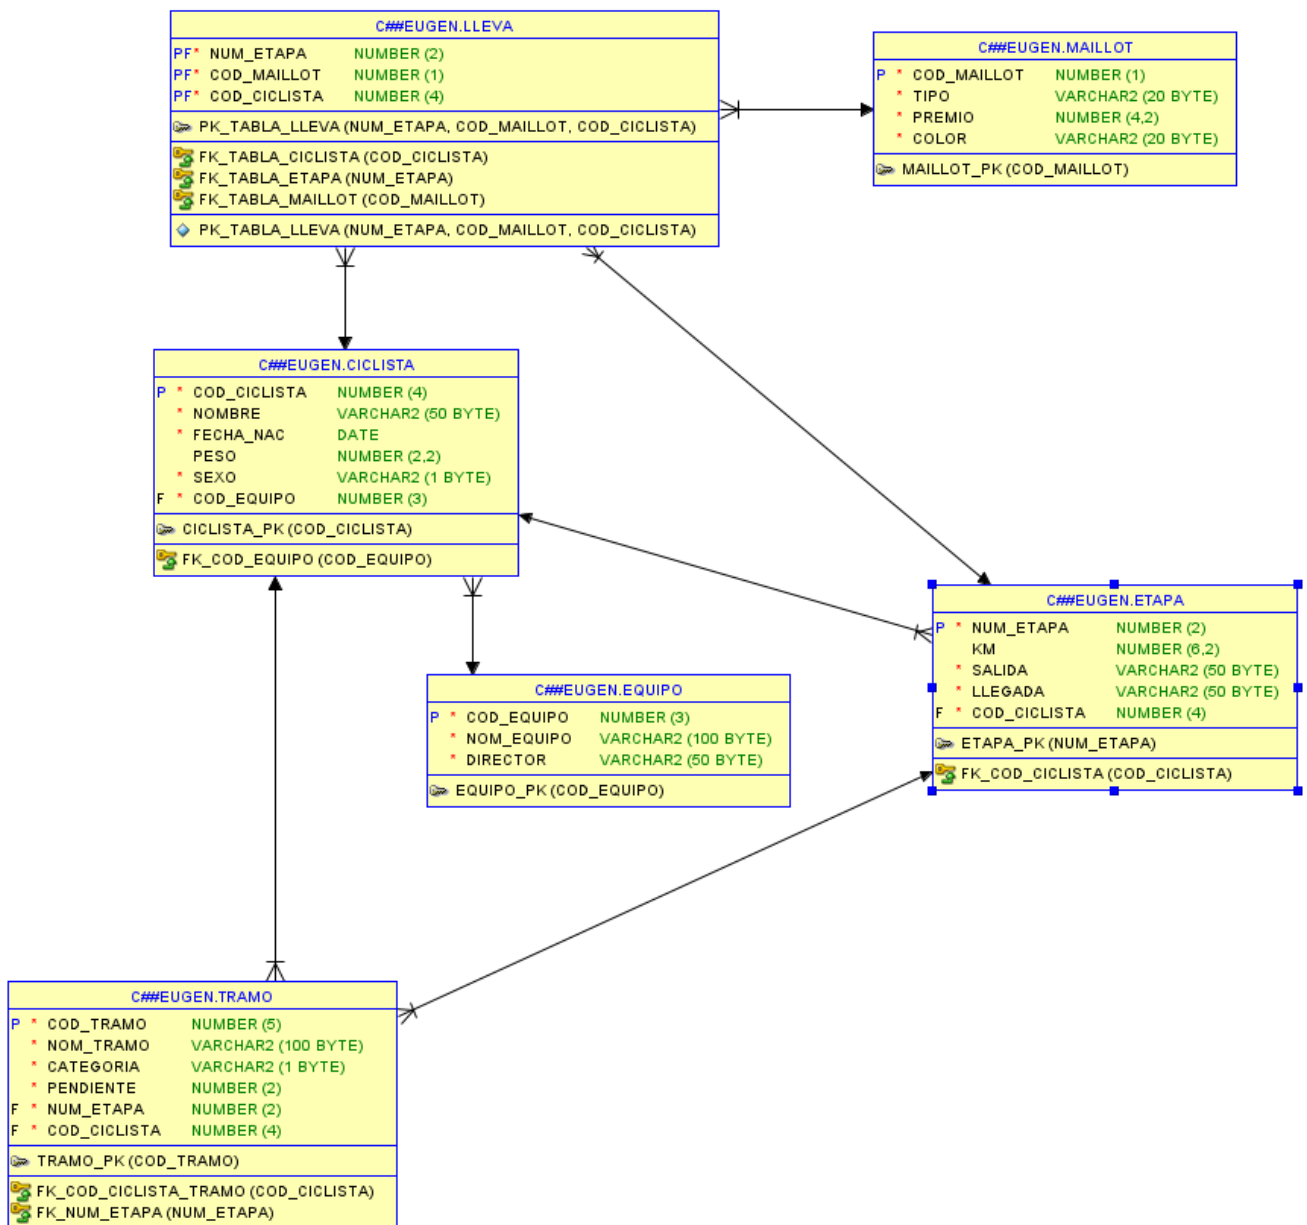 C##EUGEN.LLEVA
PF* NUM_ETAPA NUMBER (2)
PF* COD_MAILLOT NUMBER (1)
PF* COD_CICLISTA NUMBER (4)
PK_TABLA_LLEVA (NUM_ETAPA, COD_MAILLOT, COD_CICLISTA)
FK_TABLA_CICLISTA (COD_CICLISTA)
FK_TABLA_ETAPA (NUM_ETAPA)
FK_TABLA_MAILLOT (COD_MAILLOT)
PK_TABLA_LLEVA (NUM_ETAPA, COD_MAILLOT, COD_CICLISTA)
C##EUGEN.MAILLOT
P * COD_MAILLOT NUMBER (1)
* TIPO VARCHAR2 (20 BYTE)
* PREMIO NUMBER (4,2)
* COLOR VARCHAR2 (20 BYTE)
MAILLOT_PK (COD_MAILLOT)
C##EUGEN.CICLISTA
P * COD_CICLISTA NUMBER (4)
* NOMBRE VARCHAR2 (50 BYTE)
* FECHA_NAC DATE
PESO NUMBER (2,2)
* SEXO VARCHAR2 (1 BYTE)
F * COD_EQUIPO NUMBER (3)
CICLISTA_PK (COD_CICLISTA)
FK_COD_EQUIPO (COD_EQUIPO)
C##EUGEN.ETAPA
P * NUM_ETAPA NUMBER (2)
KM NUMBER (6,2)
* SALIDA VARCHAR2 (50 BYTE)
* LLEGADA VARCHAR2 (50 BYTE)
F * COD_CICLISTA NUMBER (4)
ETAPA_PK (NUM_ETAPA)
FK_COD_CICLISTA (COD_CICLISTA)
C##EUGEN.EQUIPO
P * COD_EQUIPO NUMBER (3)
* NOM_EQUIPO VARCHAR2 (100 BYTE)
* DIRECTOR VARCHAR2 (50 BYTE)
EQUIPO_PK (COD_EQUIPO)
C##EUGEN.TRAMO
P * COD_TRAMO NUMBER (5)
* NOM_TRAMO VARCHAR2 (100 BYTE)
* CATEGORIA VARCHAR2 (1 BYTE)
* PENDIENTE NUMBER (2)
F * NUM_ETAPA NUMBER (2)
F * COD_CICLISTA NUMBER (4)
TRAMO_PK (COD_TRAMO)
FK_COD_CICLISTA_TRAMO (COD_CICLISTA)
FK_NUM_ETAPA (NUM_ETAPA)